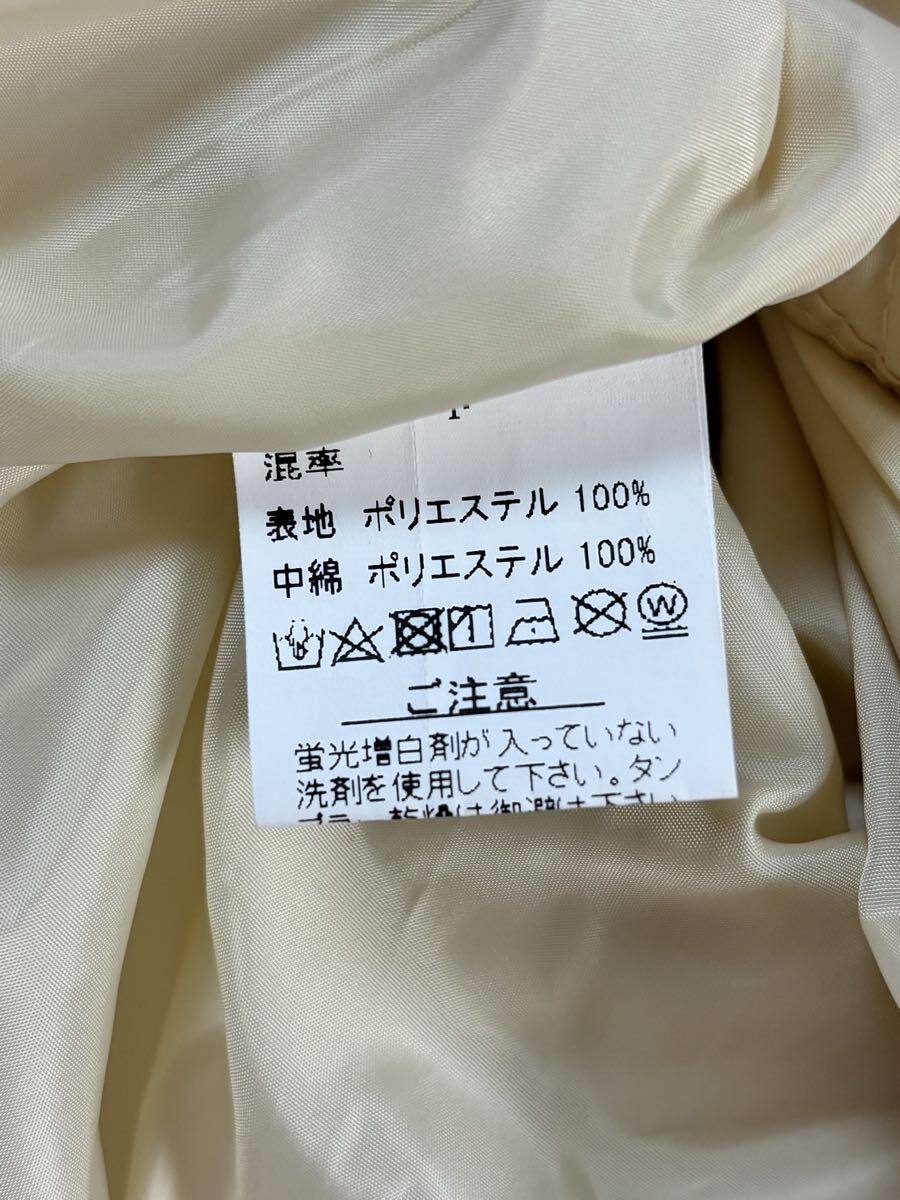 混率
表地 ポリエステル 100%
中綿 ポリエステル 100%
W
ご注意
蛍光増白剤が入っていない
洗剤を使用して下さい。タン